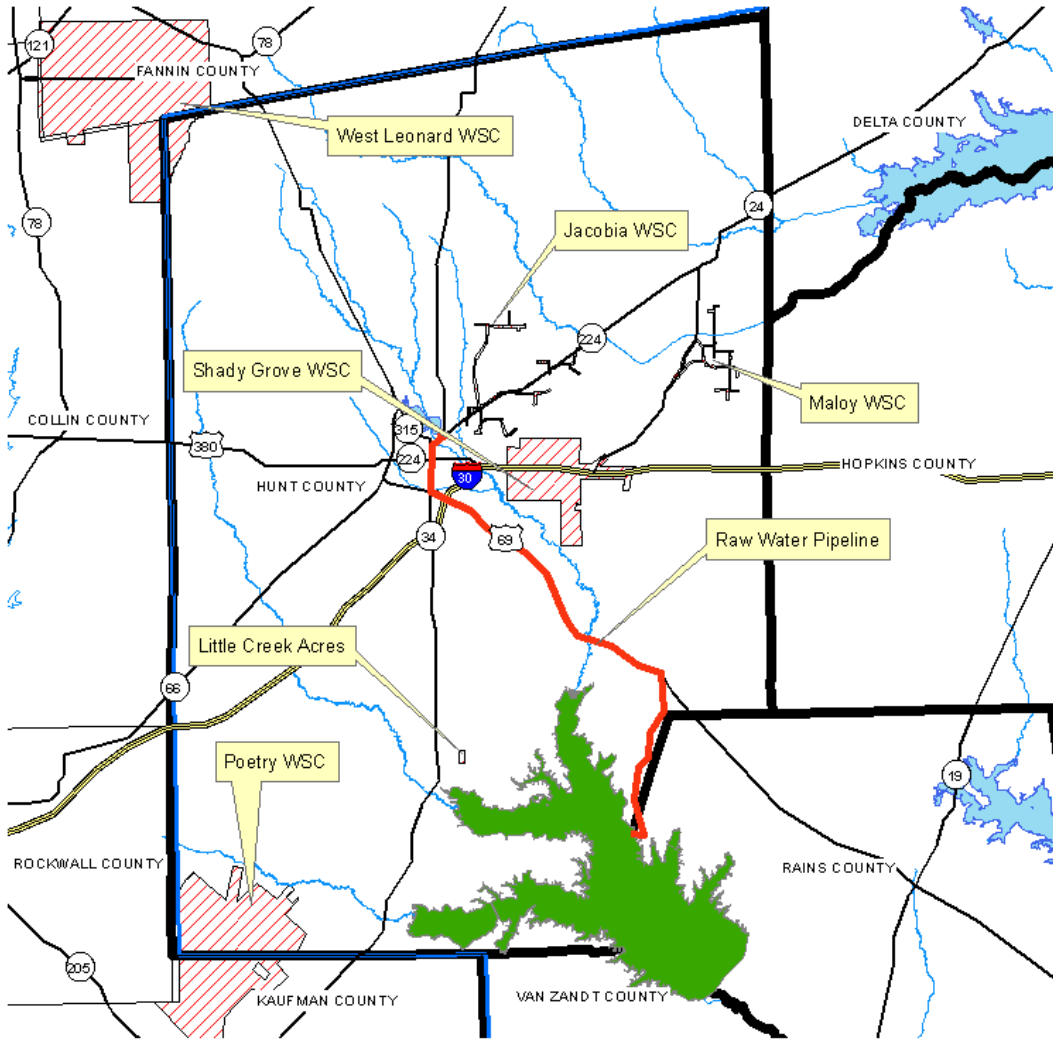 78
121
FANNIN COUNTY
DELTA COUNTY
West Leonard WSC
24
78
Jacobia WSC
224
Shady Grove WSC
Maloy WSC
COLLIN COUNTY
315
380
224
HOPKINS COUNTY
30
HUNT COUNTY
34
69
Raw Water Pipeline
Little Creek Acres
66
Poetry WSC
19
ROCKWALL COUNTY
RAINS COUNTY
205
KAUFMAN COUNTY
VAN ZANDT COUNTY